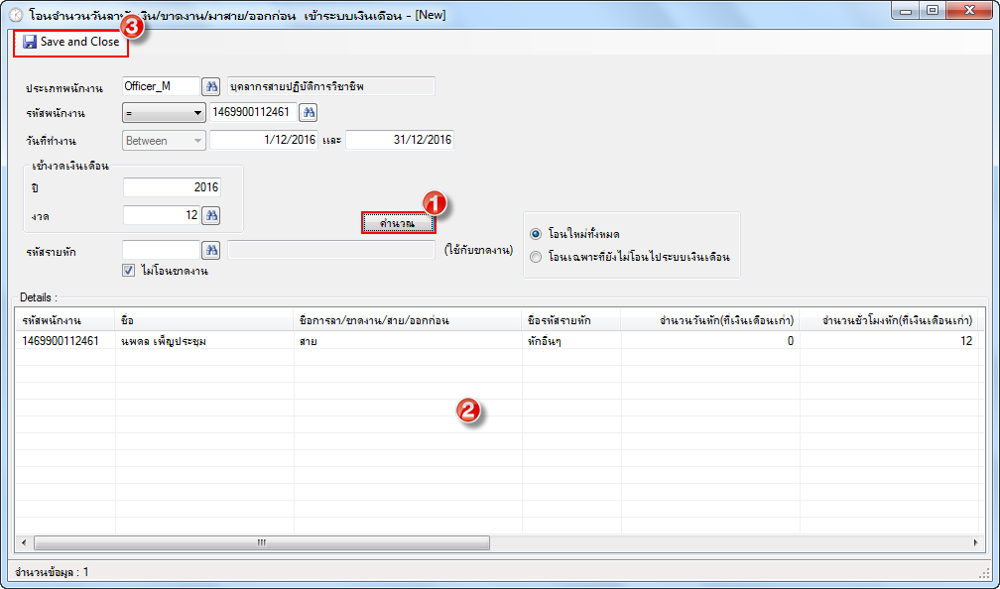 โอนจำนวนวันลาหักเงิน/ขาดงาน/มาสาย/ออกก่อน เข้าระบบเงินเดือน - [New]
3
Save and Close
ประเภทพนักงาน Officer_M บุคลากรสายปฏิบัติการวิชาชีพ
รหัสพนักงาน = 1469900112461
วันที่ทำงาน Between 1/12/2016 และ 31/12/2016
เข้างวดเงินเดือน
ปี 2016
1
งวด 12 คำนวณ
โอนใหม่ทั้งหมด
รหัสรายหัก (ใช้กับขาดงาน) โอนเฉพาะที่ยังไม่โอนไประบบเงินเดือน
ไม่โอนขาดงาน
Details :
รหัสพนักงาน ชื่อ ชื่อการลา/ขาดงาน/สาย/ออกก่อน ชื่อรหัสรายหัก จำนวนวันหัก(ที่เงินเดือนเก่า) จำนวนชั่วโมงหัก(ที่เงินเดือนเก่า)
1469900112461 นพดล เพ็ญประชุม สาย หักอื่นๆ 0 12
2
จำนวนข้อมูล : 1